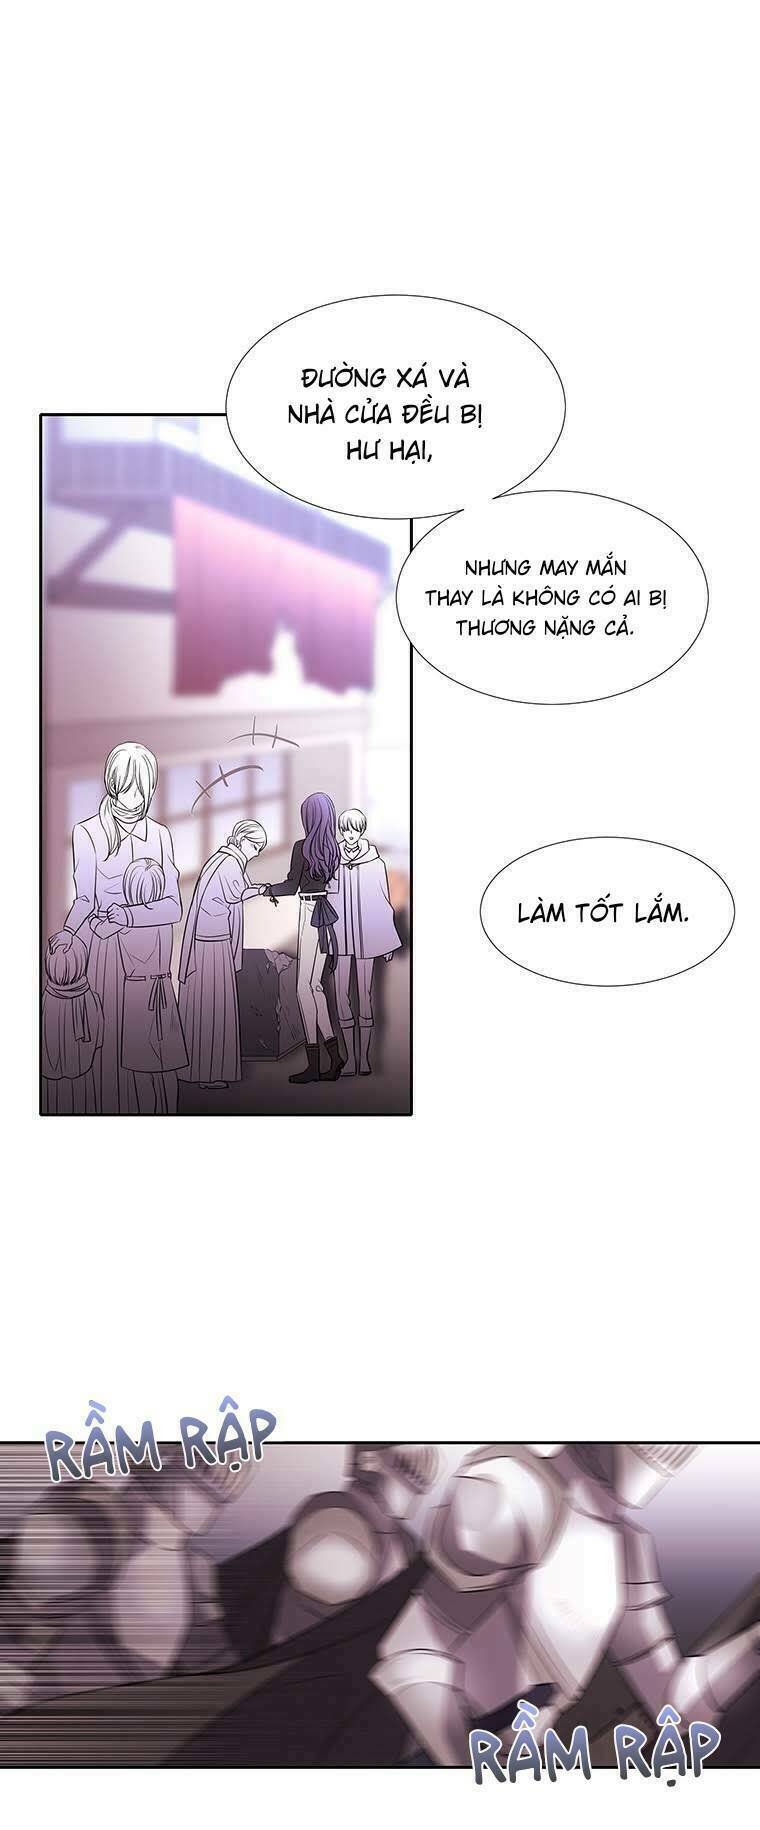 ĐƯỜNG XÁ VÀ
NHÀ CỬA ĐỀU BỊ
HƯ HẠI,
NHƯNG MAY MẮN
THAY LÀ KHÔNG CÓ AI BỊ
THƯƠNG NẶNG CẢ.
LÀM TỐT LẮM.
RẦM RẬP
RẦM RẬP